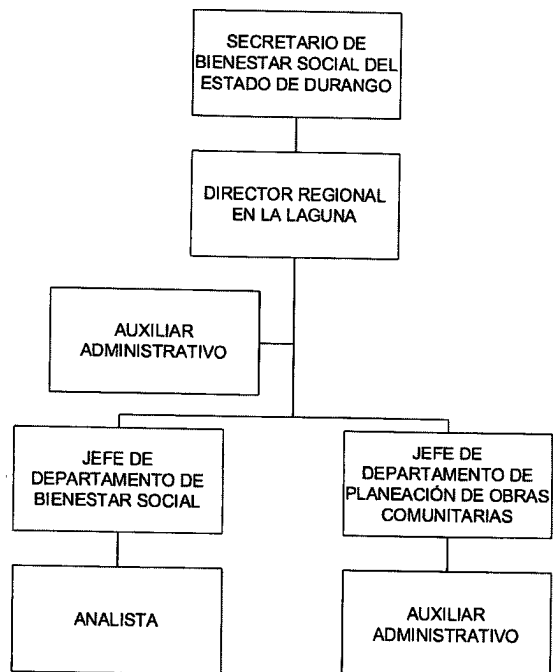 SECRETARIO DE
BIENESTAR SOCIAL DEL
ESTADO DE DURANGO
DIRECTOR REGIONAL
EN LA LAGUNA
AUXILIAR
ADMINISTRATIVO
JEFE DE
DEPARTAMENTO DE
BIENESTAR SOCIAL
JEFE DE
DEPARTAMENTO DE
PLANEACIÓN DE OBRAS
COMUNITARIAS
ANALISTA
AUXILIAR
ADMINISTRATIVO